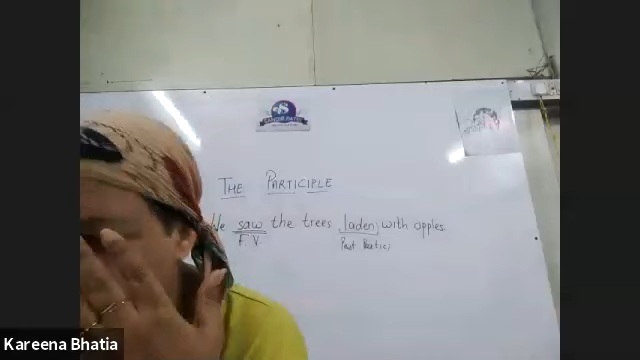 THE PARTICIPLE
We saw the trees laden with apples
F.V Past Partici
Kareena Bhatia